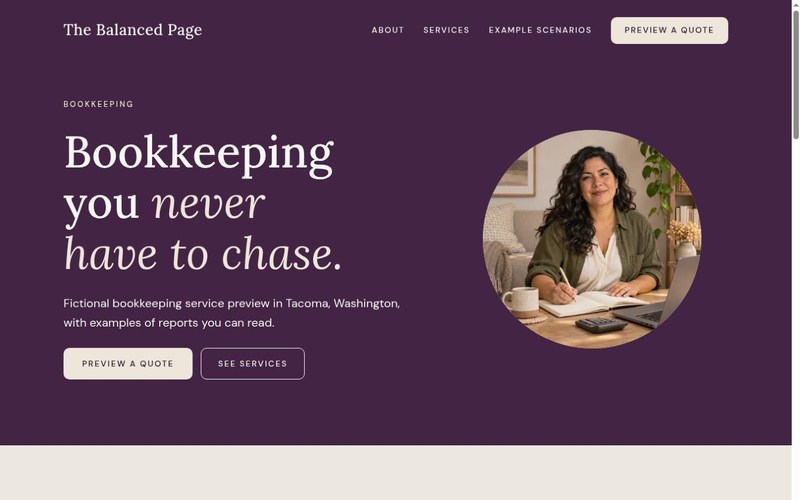 The Balanced Page
ABOUT
SERVICES
EXAMPLE SCENARIOS
PREVIEW A QUOTE
BOOKKEEPING
Bookkeeping
you never
have to chase.
Fictional bookkeeping service preview in Tacoma, Washington,
with examples of reports you can read.
PREVIEW A QUOTE
SEE SERVICES